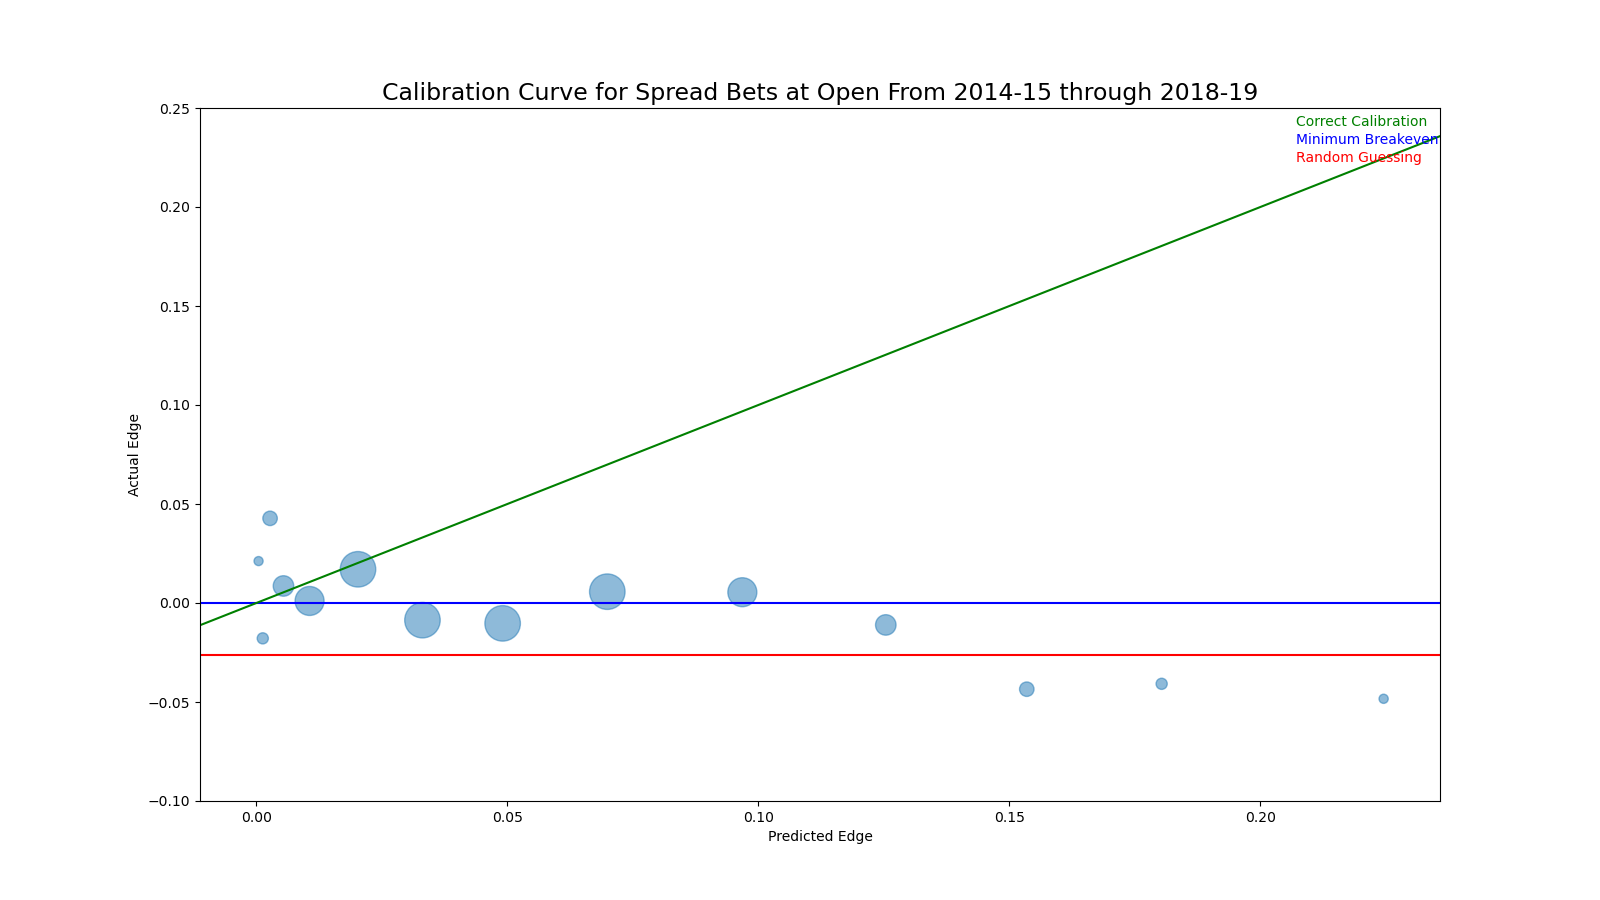 Calibration Curve for Spread Bets at Open From 2014-15 through 2018-19
0.25
Correct Calibration
Minimum Breakeven
Random Guessing
0.20
0.15
0.10
Actual Edge
0.05
0.00
−0.05
−0.10
0.00 0.05 0.10 0.15 0.20
Predicted Edge